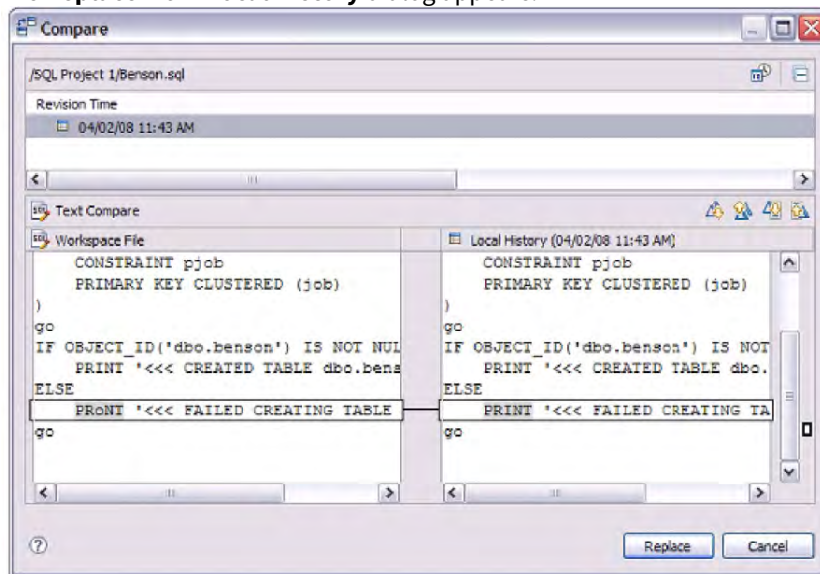 History dialog appears.
Compare
/SQL Project 1/Benson.sql
Revision Time
04/02/08 11:43 AM
Text Compare
Workspace File
Local History (04/02/08 11:43 AM)
CONSTRAINT pjob
PRIMARY KEY CLUSTERED (job)
)
go
IF OBJECT_ID('dbo.benson') IS NOT NUL
PRINT '<<< CREATED TABLE dbo.bens
ELSE
PRoNT '<<< FAILED CREATING TABLE
go
CONSTRAINT pjob
PRIMARY KEY CLUSTERED (job)
)
go
IF OBJECT_ID('dbo.benson') IS NOT
PRINT '<<< CREATED TABLE dbo.
ELSE
PRINT '<<< FAILED CREATING TA
go
Replace
Cancel